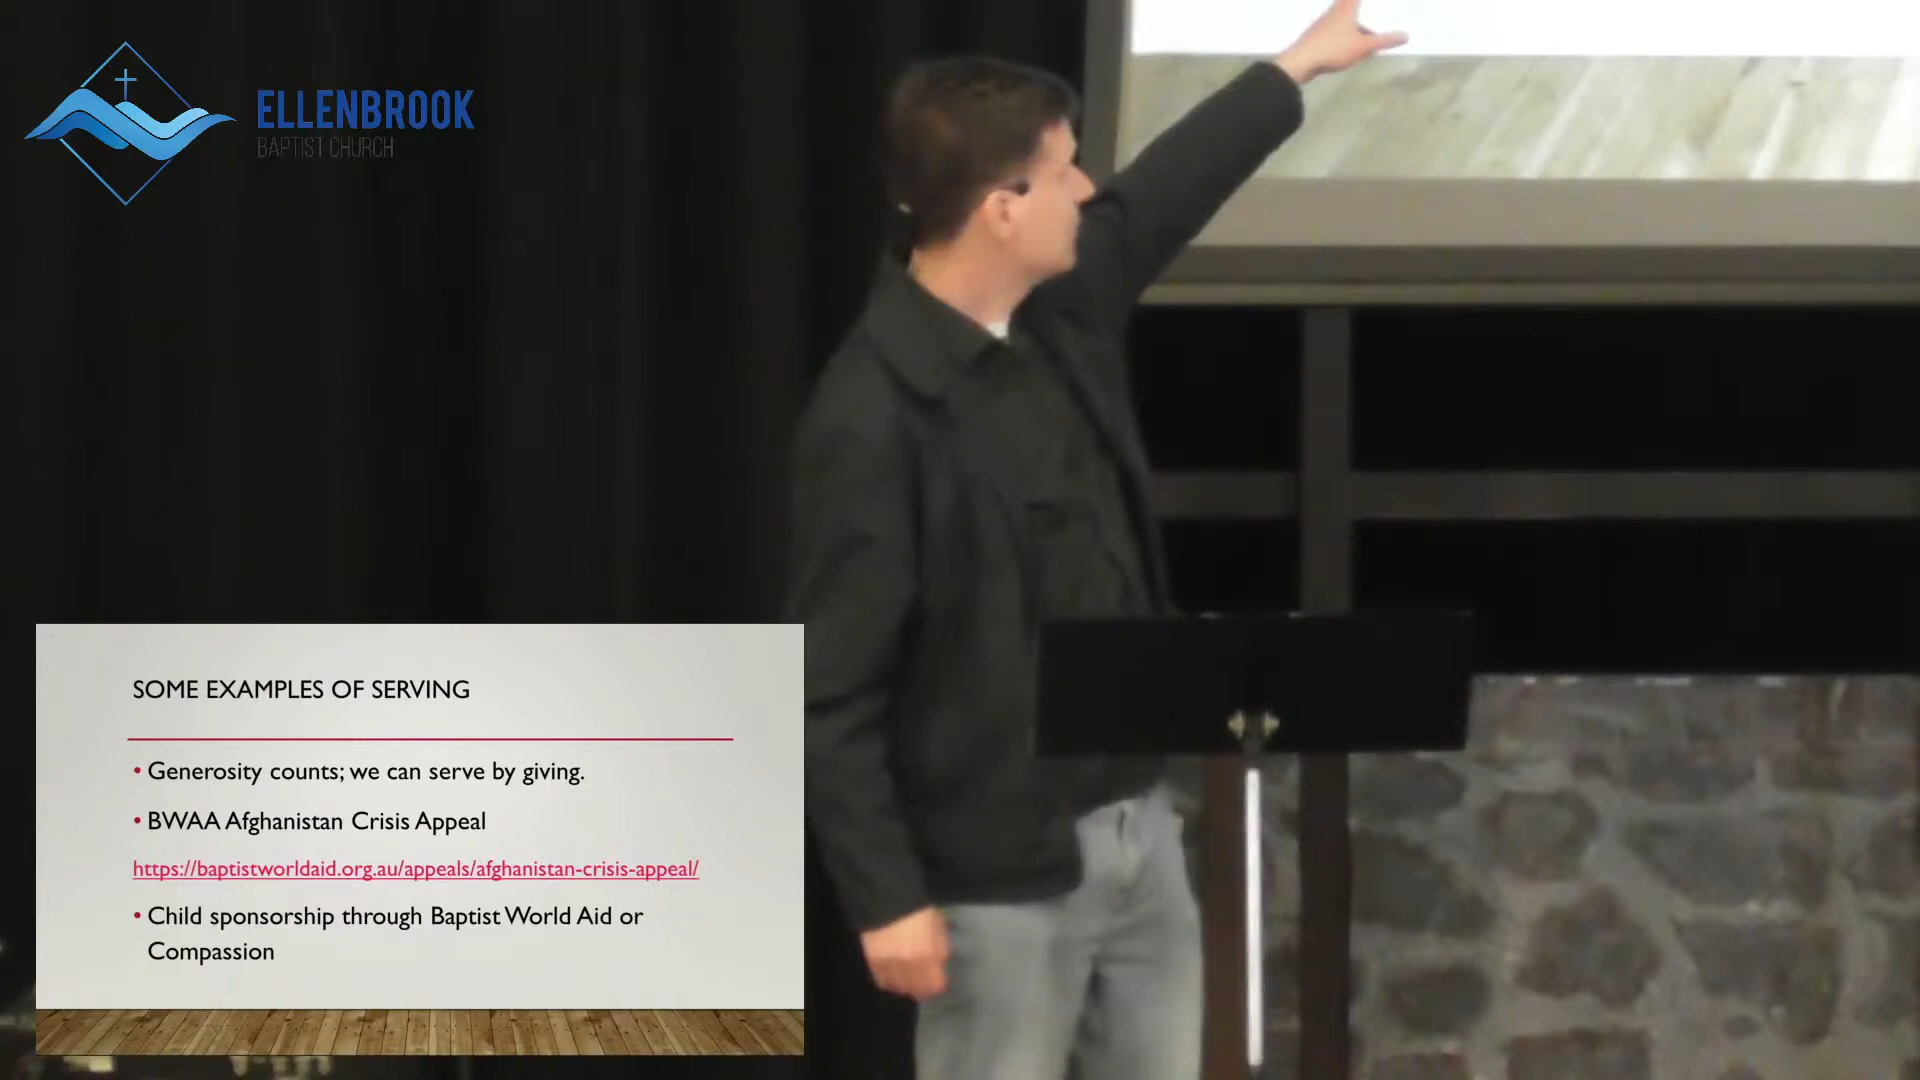 ELLENBROOK
BAPTIST CHURCH
SOME EXAMPLES OF SERVING
• Generosity counts; we can serve by giving.
• BWAA Afghanistan Crisis Appeal
https://baptistworldaid.org.au/appeals/afghanistan-crisis-appeal/
• Child sponsorship through Baptist World Aid or
Compassion